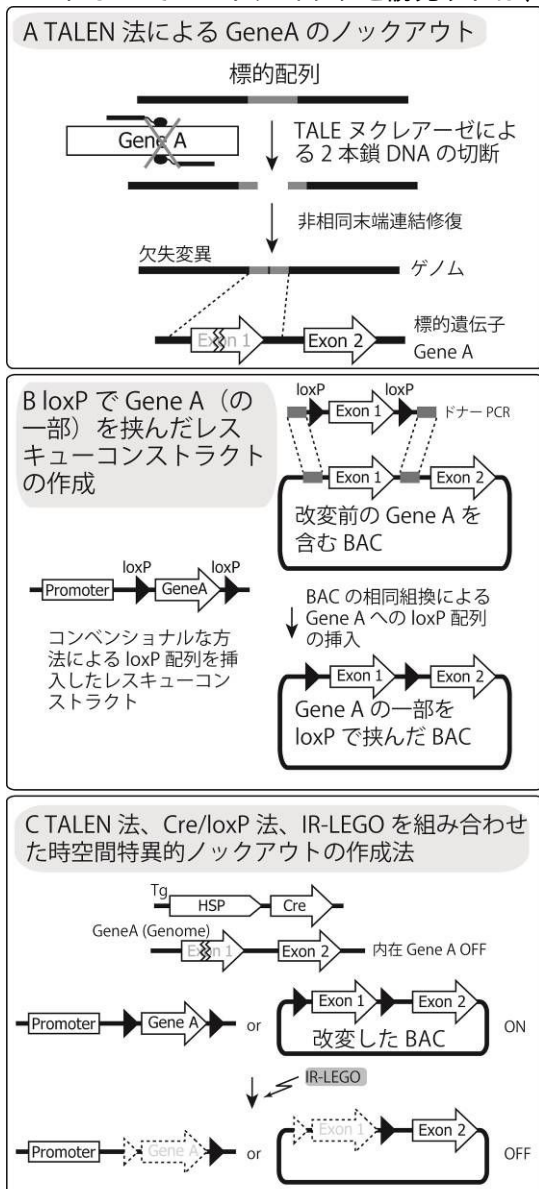 A TALEN 法による GeneA のノックアウト
標的配列
Gene A
TALE ヌクレアーゼによ
る 2 本鎖 DNA の切断
非相同末端連結修復
欠失変異
ゲノム
Exon 1
Exon 2
標的遺伝子
Gene A
B loxP で Gene A（の
一部）を挟んだレス
キューコンストラクト
の作成
loxP
loxP
Exon 1
ドナー PCR
Exon 1
Exon 2
改変前の Gene A を
含む BAC
loxP
loxP
Promoter
GeneA
コンベンショナルな方
法による loxP 配列を挿
入したレスキューコン
ストラクト
BAC の相同組換による
Gene A への loxP 配列
の挿入
Exon 1
Exon 2
Gene A の一部を
loxP で挟んだ BAC
C TALEN 法、Cre/loxP 法、IR-LEGO を組み合わせ
た時空間特異的ノックアウトの作成法
Tg
HSP
Cre
GeneA (Genome)
Exon 1
Exon 2
内在 Gene A OFF
Promoter
Gene A
or
Exon 1
Exon 2
改変した BAC
ON
IR-LEGO
Promoter
Gene A
or
Exon 1
Exon 2
OFF